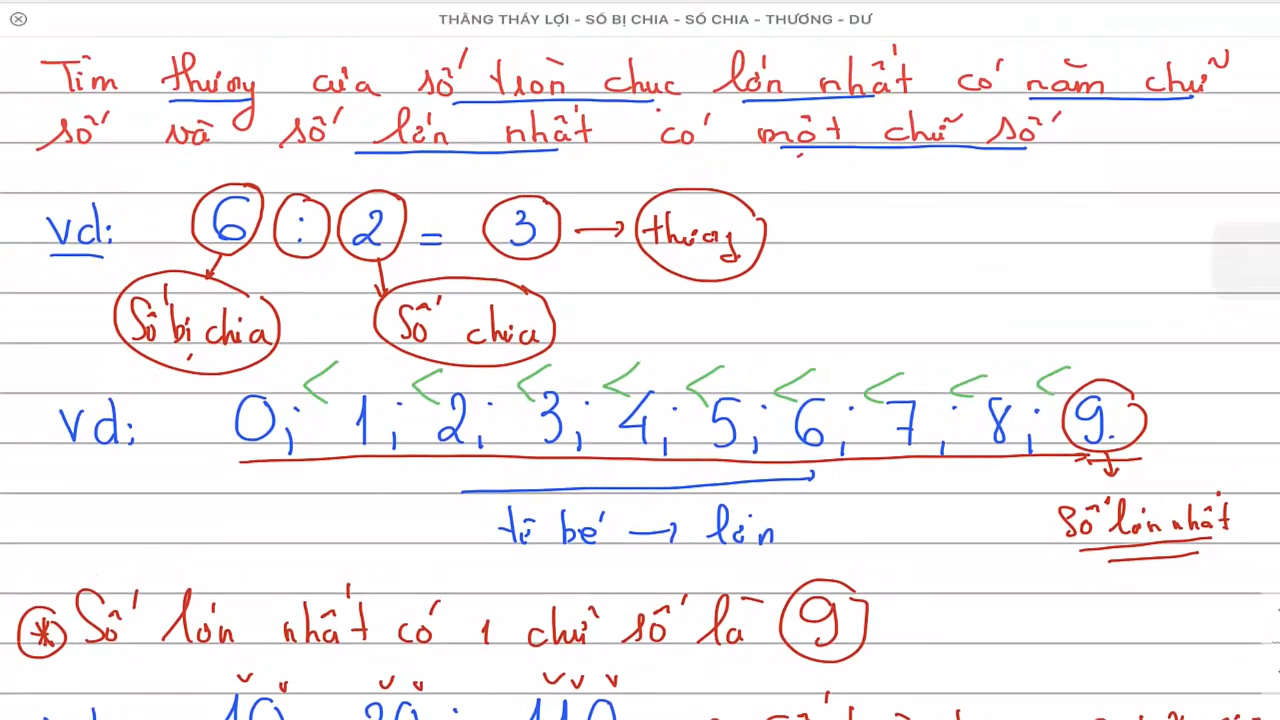 THẰNG THẦY LỢI - SỐ BỊ CHIA - SỐ CHIA - THƯƠNG - DƯ
Tìm thương của số tròn chục lớn nhất có năm chữ
số và số lớn nhất có một chữ số
vd: 6 : 2 = 3 → thương
Số bị chia Số chia
< < < < < < < < <
vd: 0; 1; 2; 3; 4; 5; 6; 7; 8; 9.
từ bé → lớn
Số lớn nhất
* Số lớn nhất có 1 chữ số là 9